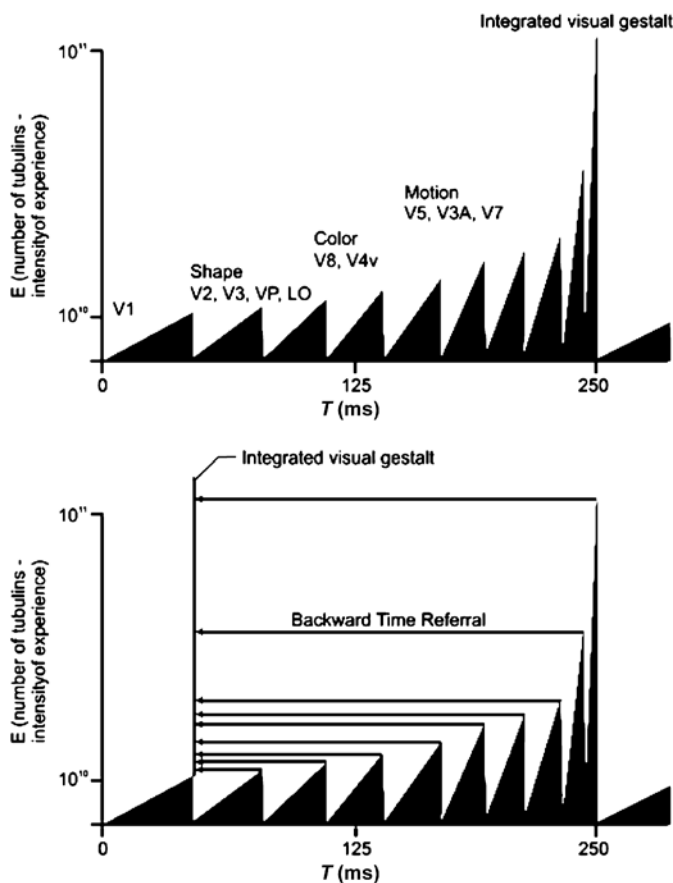 Integrated visual gestalt
10¹¹
E (number of tubulins -
intensityof experience)
Motion
V5, V3A, V7
Color
V8, V4v
Shape
V2, V3, VP, LO
V1
10¹⁰
0
125
250
T (ms)
Integrated visual gestalt
10¹¹
E (number of tubulins -
intensityof experience)
Backward Time Referral
10¹⁰
0
125
250
T (ms)